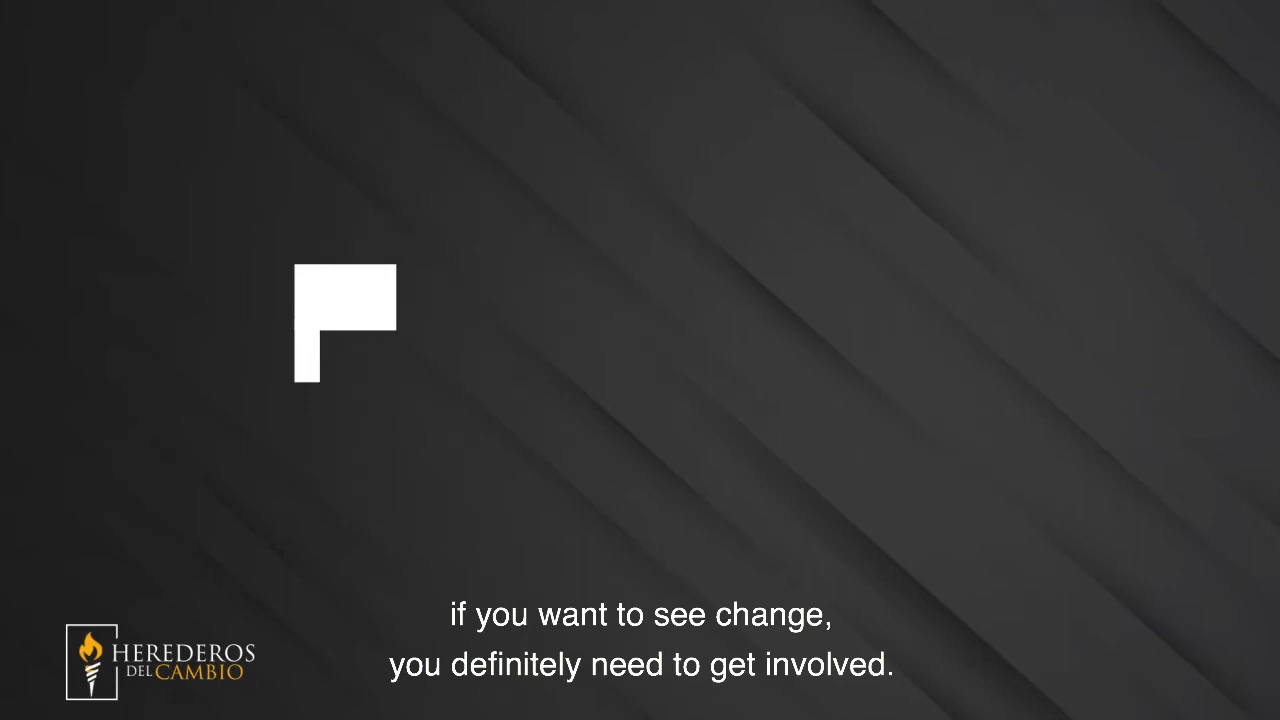 if you want to see change,
you definitely need to get involved.
HEREDEROS
DEL CAMBIO